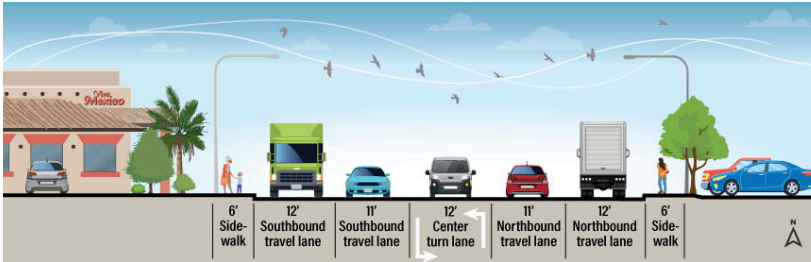 Viva
Mexico
6'
Side-
walk
12'
Southbound
travel lane
11'
Southbound
travel lane
12'
Center
turn lane
11'
Northbound
travel lane
12'
Northbound
travel lane
6'
Side-
walk
N